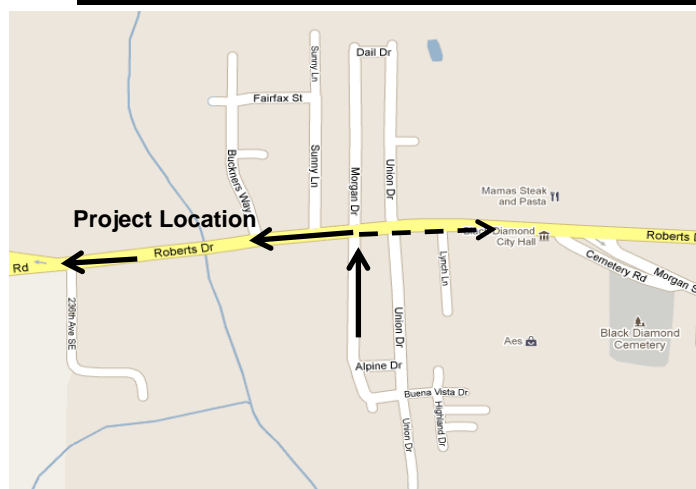 Dail Dr
Sunny Ln
Fairfax St
Sunny Ln
Buckners Way
Morgan Dr
Union Dr
Mamas Steak
and Pasta
Project Location
Black Diamond
City Hall
Roberts
Roberts Dr
Rd
Cemetery Rd
Morgan S
Lynch Ln
236th Ave SE
Union Dr
Aes
Black Diamond
Cemetery
Alpine Dr
Buena Vista Dr
Highland Dr
Union Dr